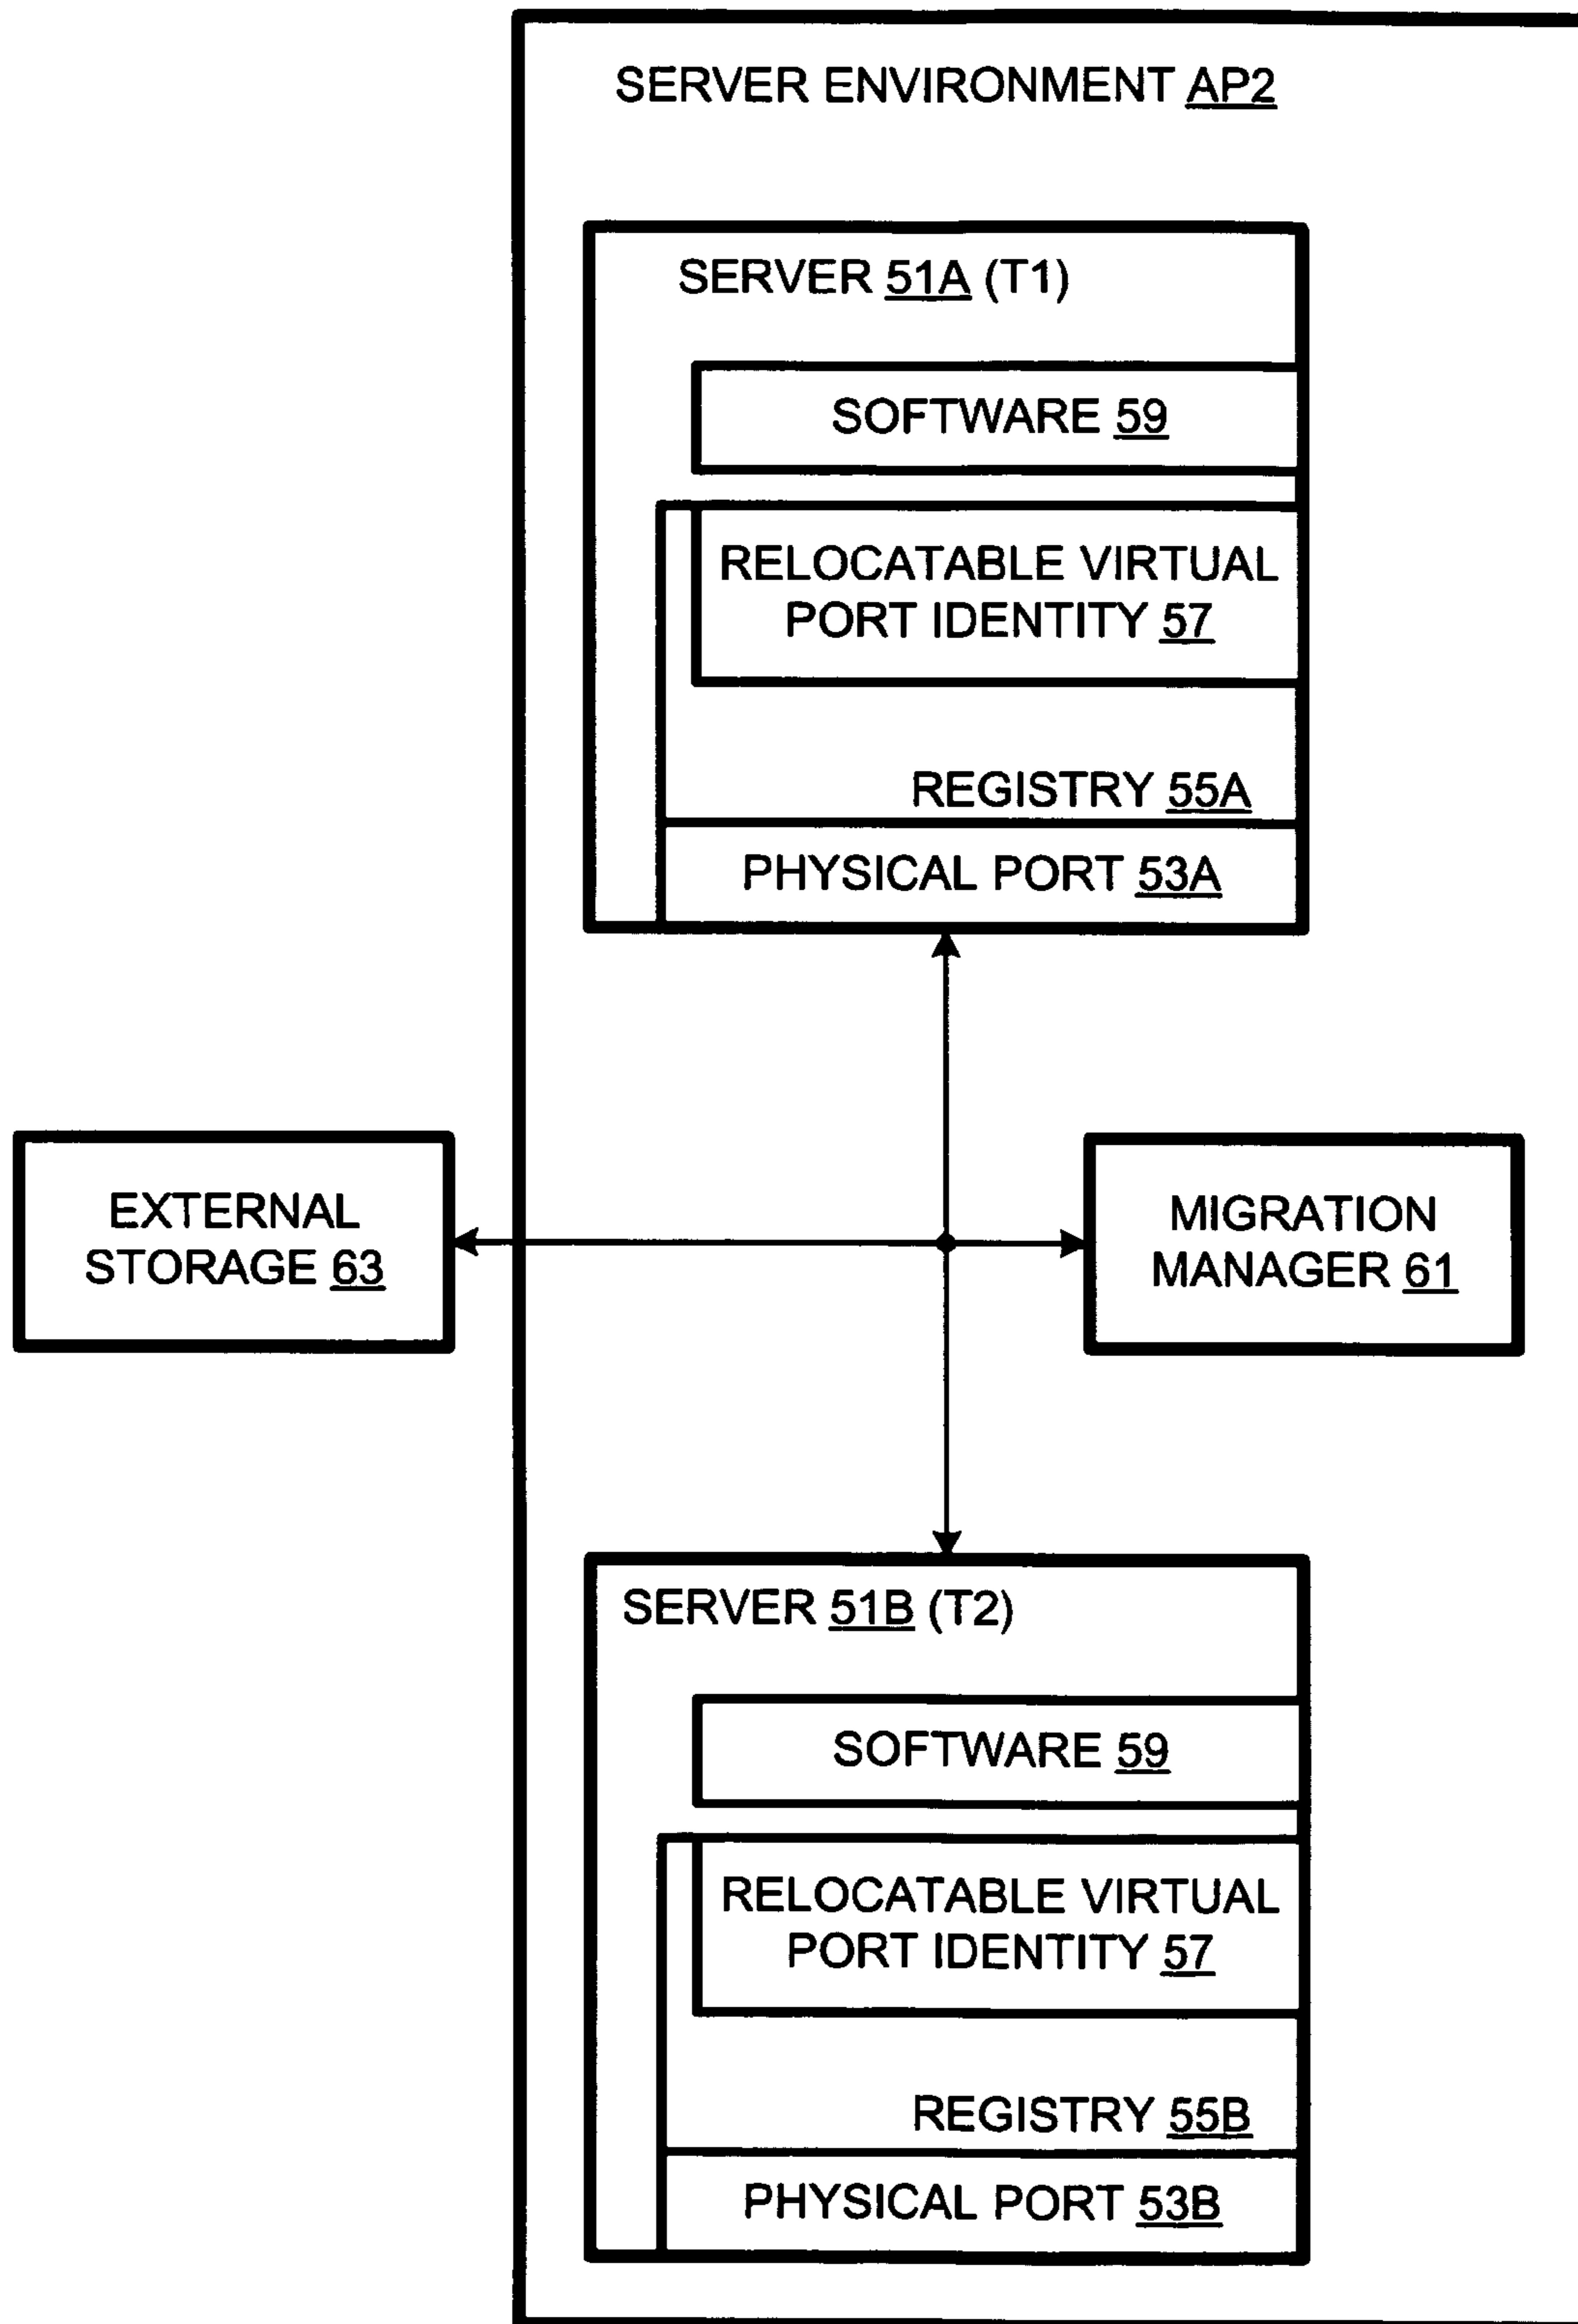 SERVER ENVIRONMENT AP2
SERVER 51A (T1)
SOFTWARE 59
RELOCATABLE VIRTUAL
PORT IDENTITY 57
REGISTRY 55A
PHYSICAL PORT 53A
EXTERNAL
STORAGE 63
MIGRATION
MANAGER 61
SERVER 51B (T2)
SOFTWARE 59
RELOCATABLE VIRTUAL
PORT IDENTITY 57
REGISTRY 55B
PHYSICAL PORT 53B